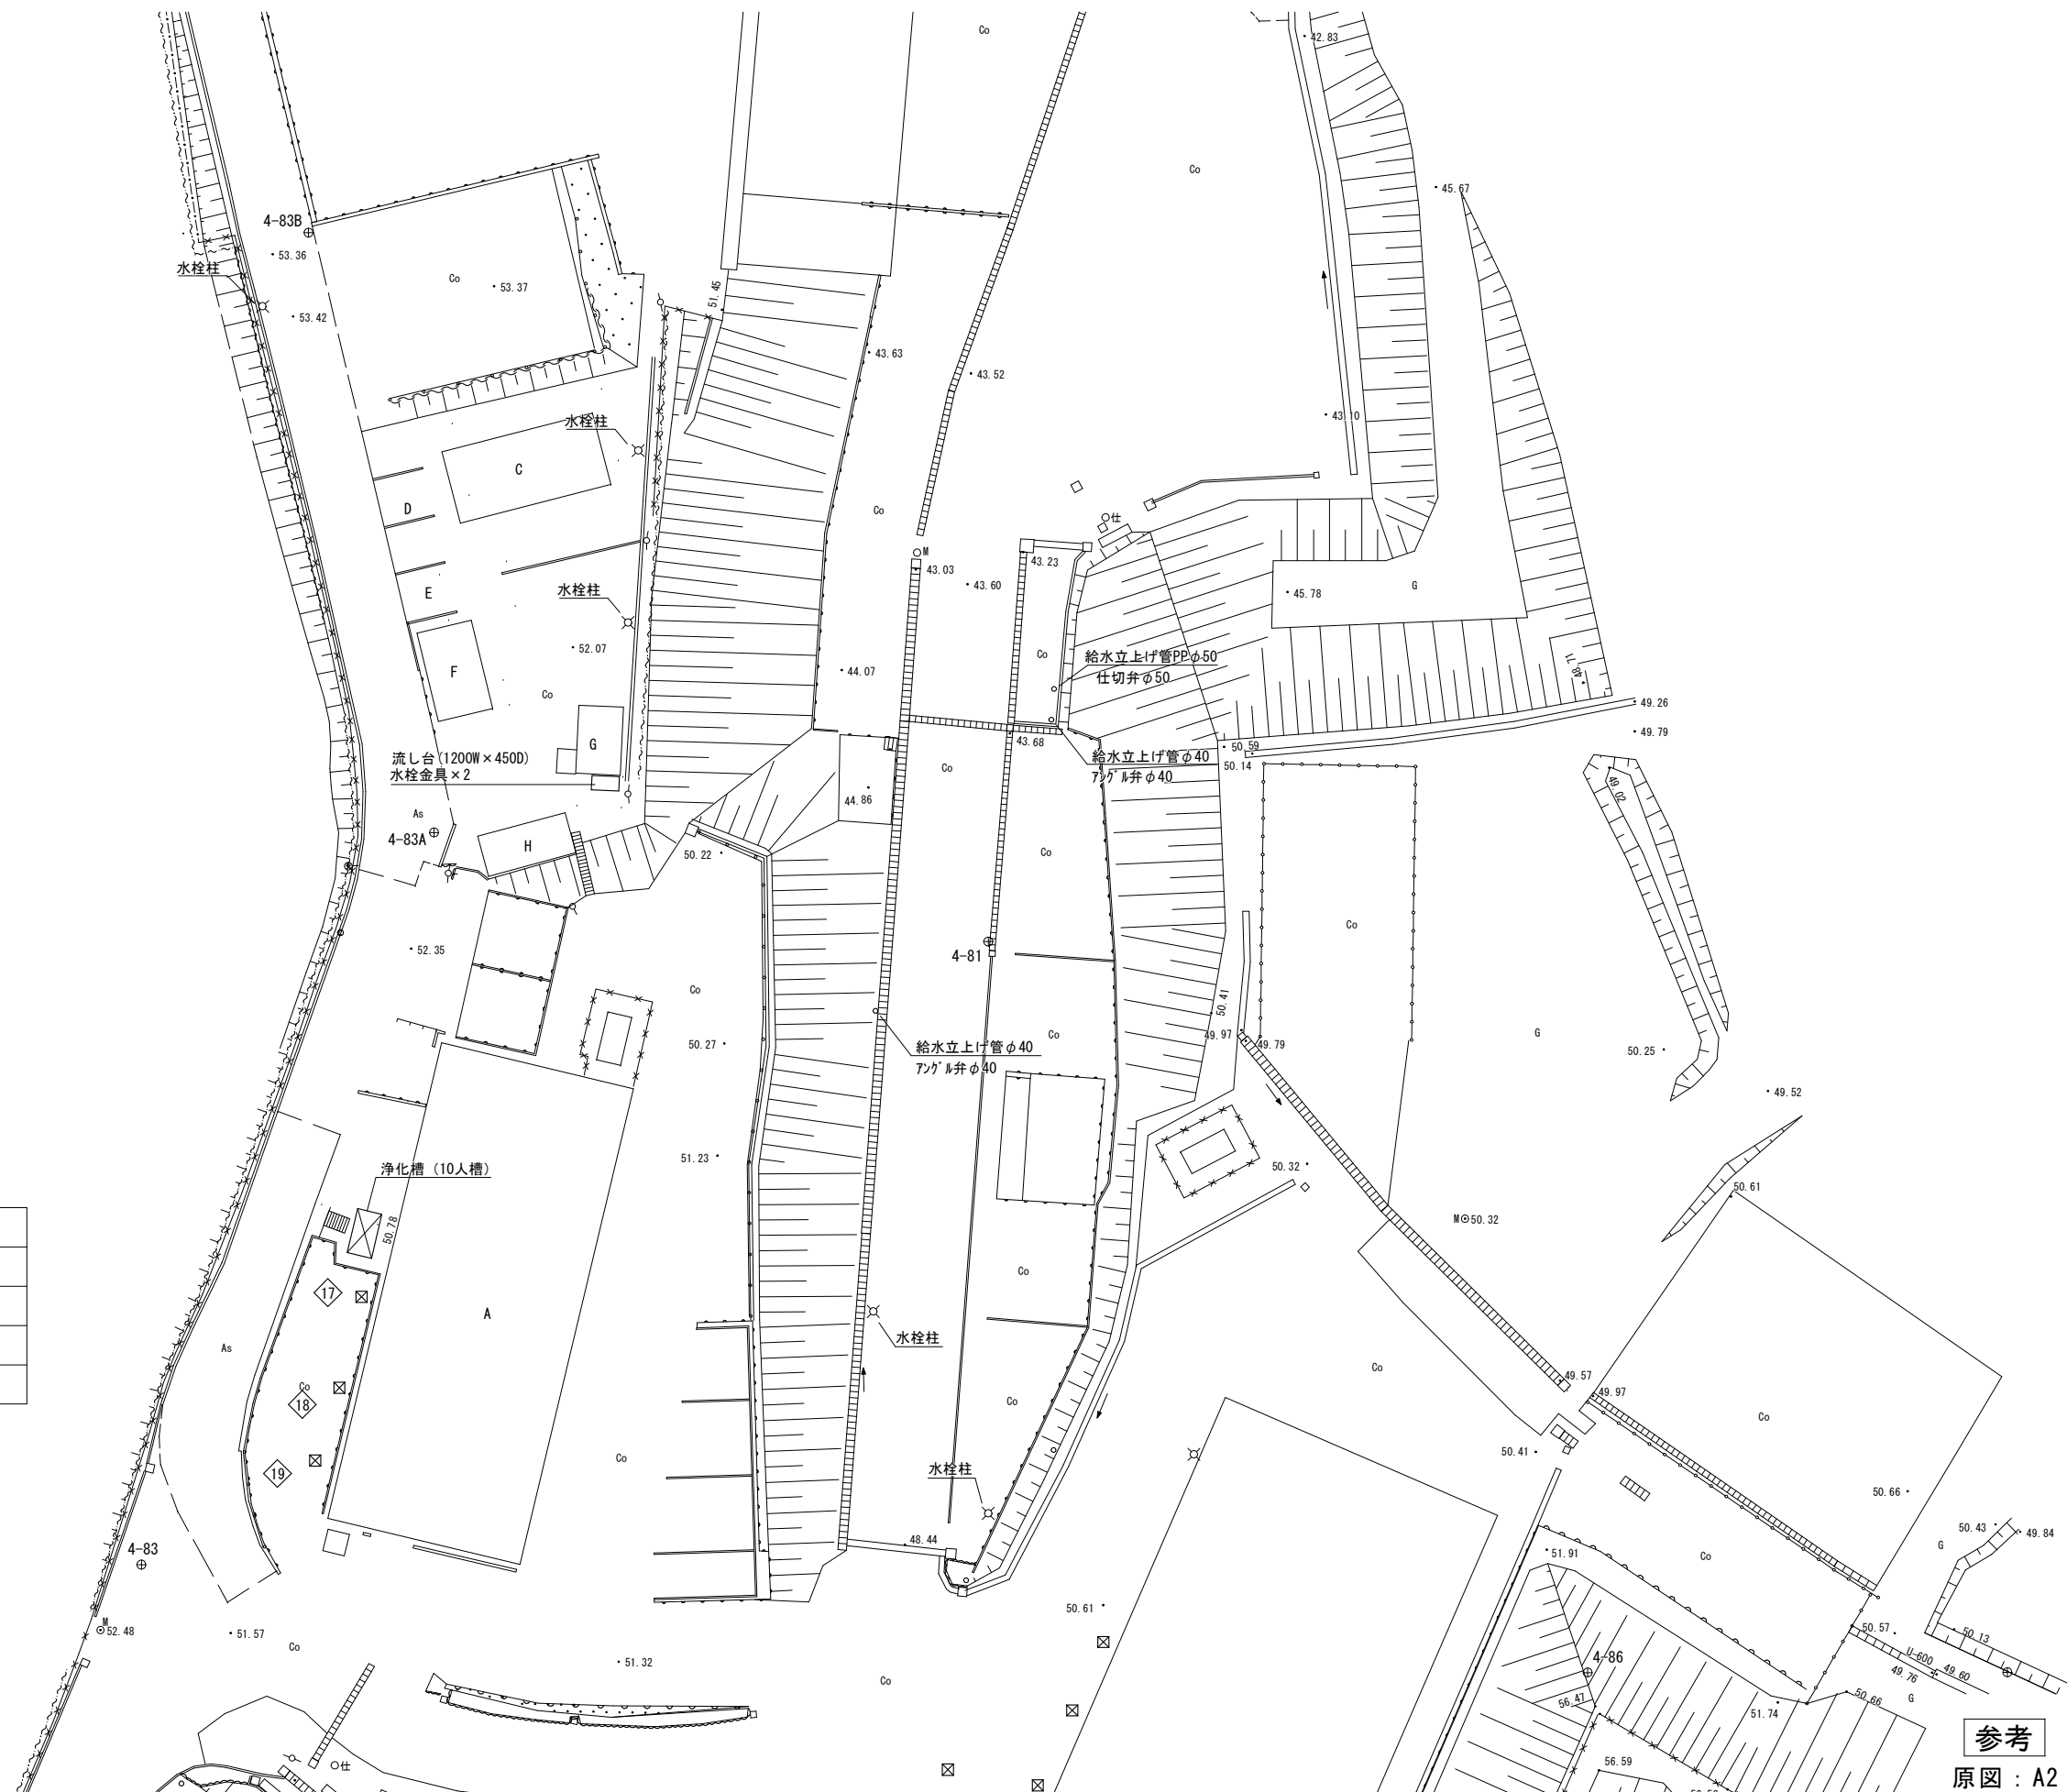 Co
42.83
Co
45.67
4-83B
53.36
水栓柱
Co
53.37
51.45
53.42
43.63
43.52
水栓柱
C
D
Co
仕
M
43.03
43.23
43.60
水栓柱
E
45.78
G
52.07
F
Co
44.07
Co
給水立上げ管PPφ50
仕切弁φ50
48.71
49.26
49.79
G
43.68
50.59
給水立上げ管φ40
アングル弁φ40
50.14
流し台(1200W×450D)
水栓金具×2
Co
44.86
49.02
As
4-83A
H
50.22
Co
Co
52.35
4-81
Co
50.41
50.27
49.97
49.79
Co
G
50.25
給水立上げ管φ40
アングル弁φ40
49.52
51.23
50.32
浄化槽 (10人槽)
50.78
50.61
M
50.32
Co
17
A
水栓柱
As
Co
18
Co
49.57
49.97
Co
Co
19
Co
50.41
水栓柱
50.66
4-83
48.44
50.43
49.84
G
51.91
Co
50.61
M
52.48
51.57
Co
50.57
50.13
U-600
49.76
49.60
G
51.32
4-86
Co
56.47
50.66
51.74
参考
仕
56.59
原図：A2